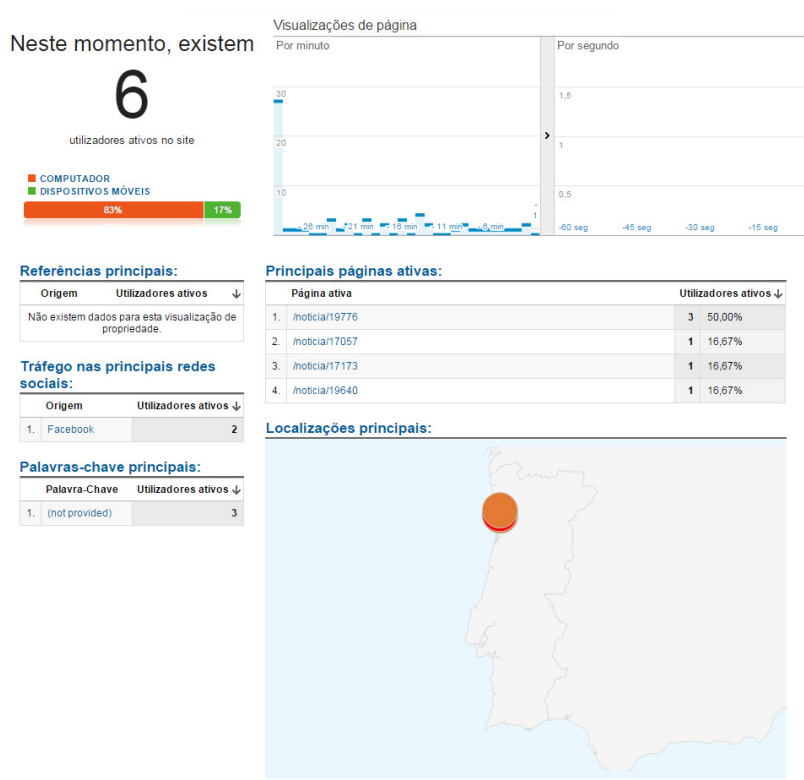 Neste momento, existem
6
utilizadores ativos no site
COMPUTADOR
DISPOSITIVOS MÓVEIS
83%
17%
Visualizações de página
Por minuto
30
20
10
1
- 26 min
- 21 min
- 16 min
- 11 min
- 6 min
Por segundo
1,5
1
0,5
-60 seg
-45 seg
-30 seg
-15 seg
Referências principais:
Origem Utilizadores ativos
Não existem dados para esta visualização de
propriedade.
Tráfego nas principais redes
sociais:
Origem Utilizadores ativos
1. Facebook 2
Palavras-chave principais:
Palavra-Chave Utilizadores ativos
1. (not provided) 3
Principais páginas ativas:
Página ativa Utilizadores ativos
1. /noticia/19776 3 50,00%
2. /noticia/17057 1 16,67%
3. /noticia/17173 1 16,67%
4. /noticia/19640 1 16,67%
Localizações principais: